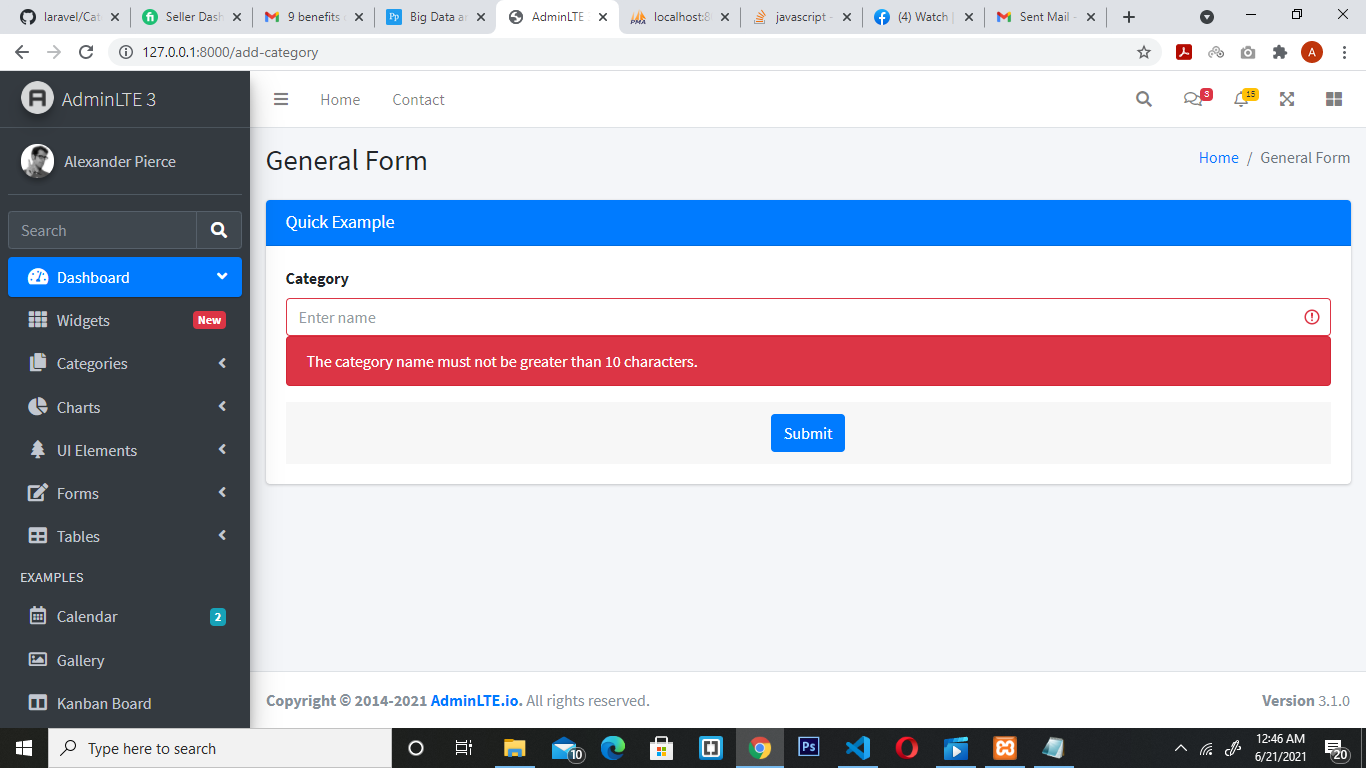 laravel/Cat
Seller Dash
9 benefits
Big Data a
AdminLTE
localhost:8
javascript -
(4) Watch |
Sent Mail -
127.0.0.1:8000/add-category
A
AdminLTE 3
Home
Contact
3
15
Alexander Pierce
General Form
Home / General Form
Search
Quick Example
Dashboard
Category
Widgets
New
Enter name
Categories
The category name must not be greater than 10 characters.
Charts
Submit
UI Elements
Forms
Tables
EXAMPLES
Calendar
2
Gallery
Kanban Board
Copyright © 2014-2021 AdminLTE.io. All rights reserved.
Version 3.1.0
Type here to search
10
Ps
12:46 AM
6/21/2021
20